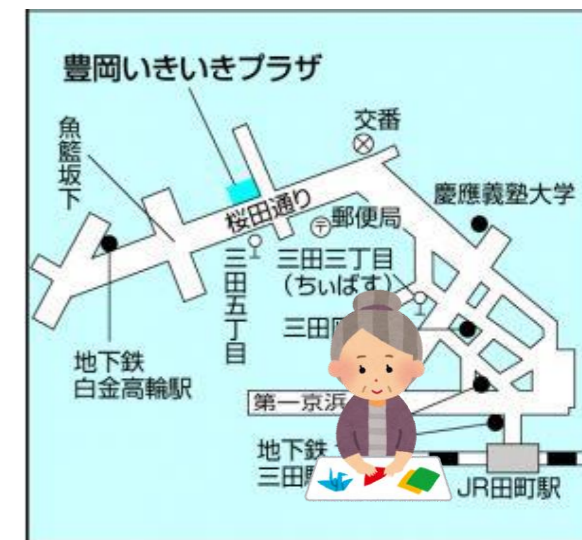 豊岡いきいきプラザ
魚籃坂下
交番
桜田通り
慶應義塾大学
〒郵便局
三田五丁目
三田三丁目
(ちぃばす)
三田
地下鉄
白金高輪駅
第一京浜
地下鉄
三田
JR田町駅